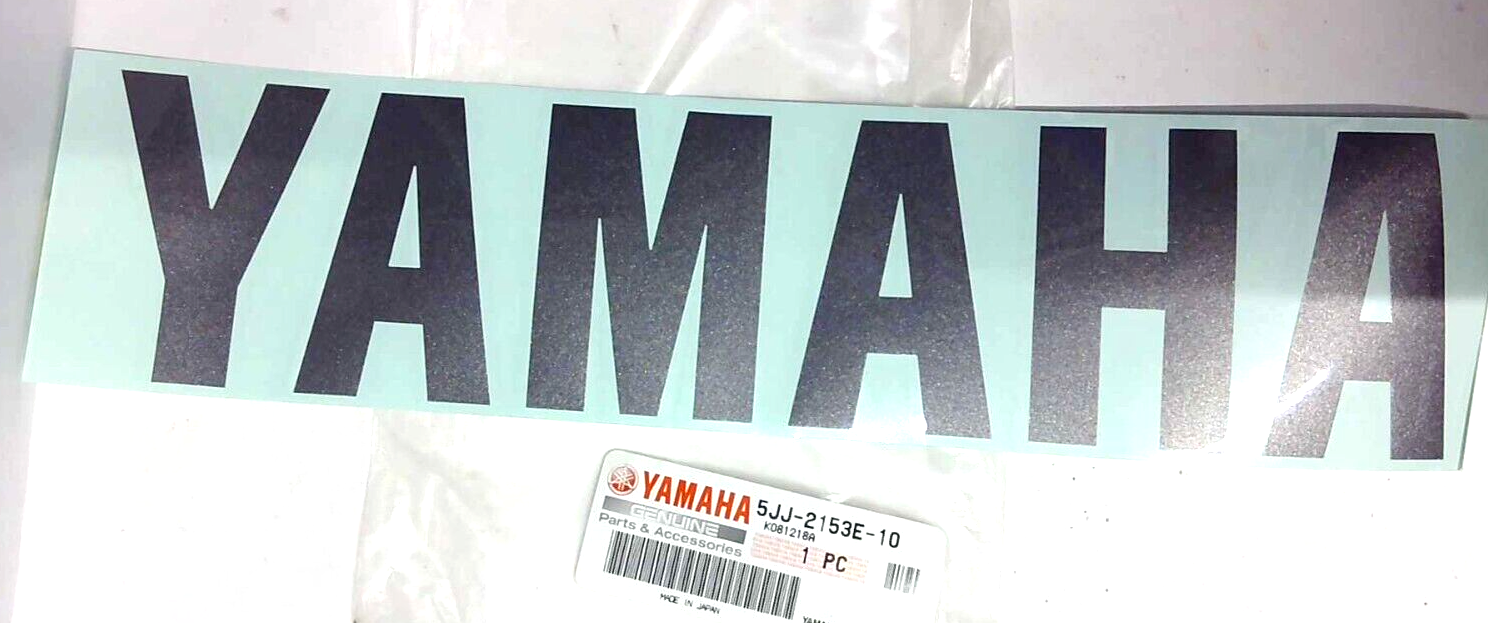 YAMAHA
YAMAHA 5JJ-2153E-10
GENUINE K081218A
Parts & Accessories 1 PC
MADE IN JAPAN